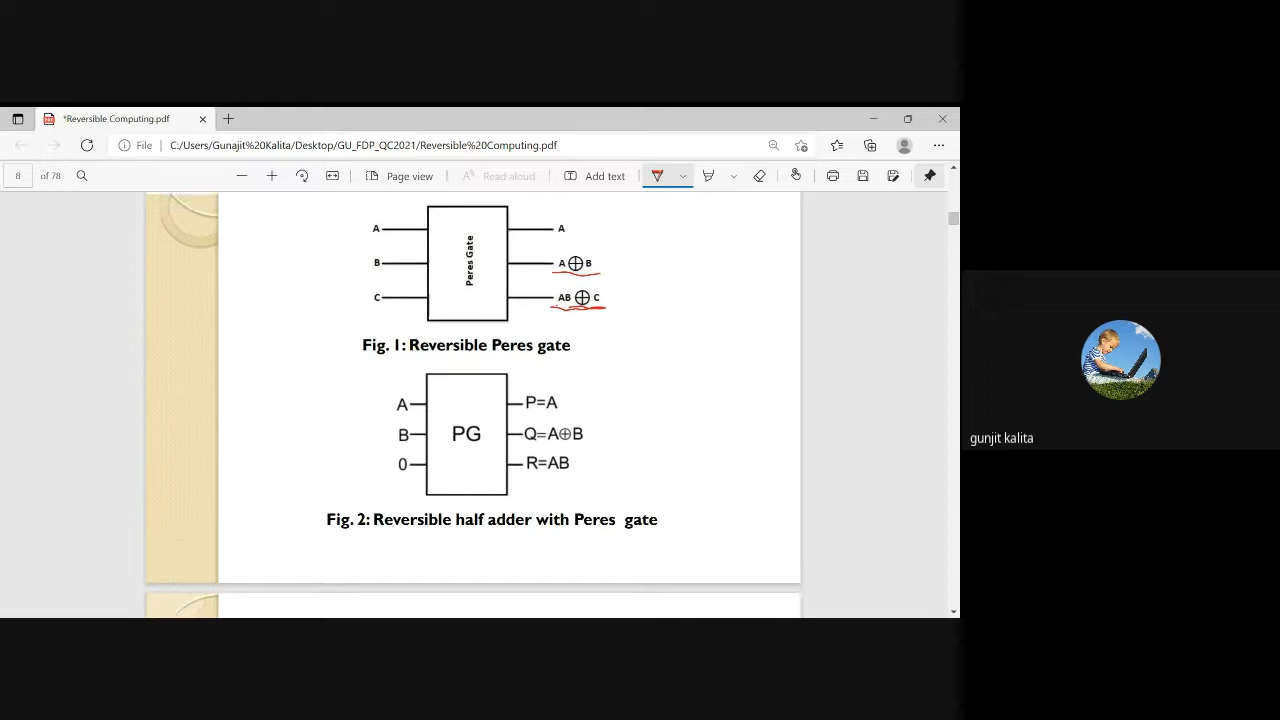 *Reversible Computing.pdf
File C:/Users/Gunajit%20Kalita/Desktop/GU_FDP_QC2021/Reversible%20Computing.pdf
8 of 78 Page view Read aloud Add text
A A
B A ⊕ B
C AB ⊕ C
Peres Gate
Fig. 1: Reversible Peres gate
A P=A
B PG Q=A⊕B
0 R=AB
Fig. 2: Reversible half adder with Peres gate
gunjit kalita